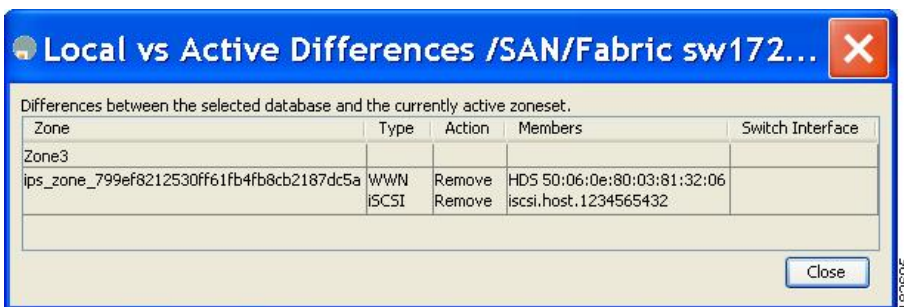 Local vs Active Differences /SAN/Fabric sw172...
Differences between the selected database and the currently active zoneset.
Zone Type Action Members Switch Interface
Zone3
ips_zone_799ef8212530ff61fb4fb8cb2187dc5a WWN Remove HDS 50:06:0e:80:03:81:32:06
iSCSI Remove iscsi.host.1234565432
Close